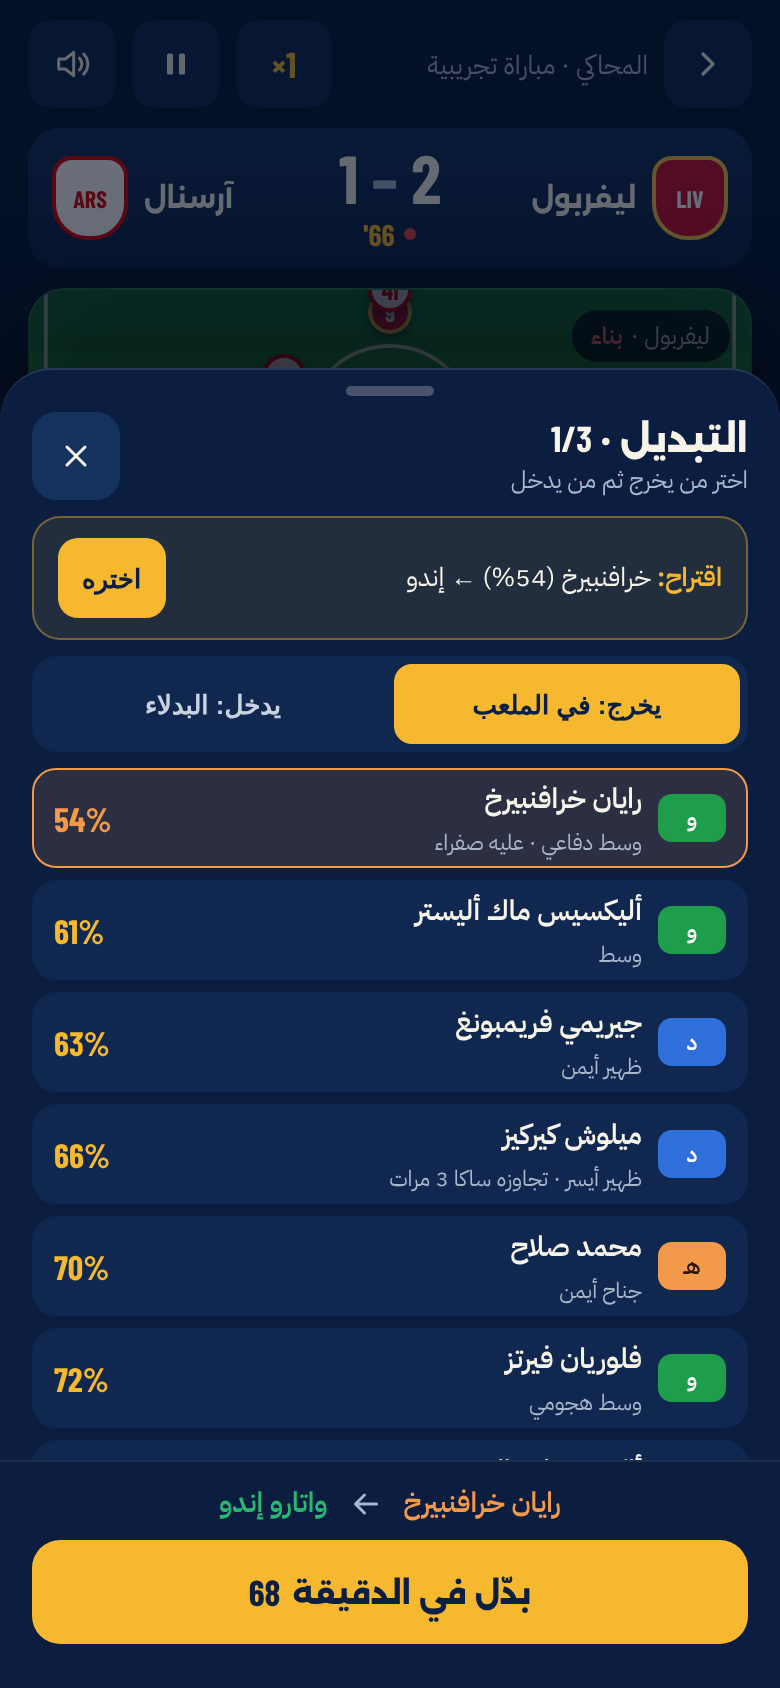 المحاكي · مباراة تجريبية
×1
LIV
ليفربول
2 – 1
آرسنال
ARS
66'
41
9
ليفربول · بناء
التبديل · 1/3
اختر من يخرج ثم من يدخل
اقتراح: خرافنبيرخ (54%) ← إندو
اختره
يخرج: في الملعب
يدخل: البدلاء
و
رايان خرافنبيرخ
54%
وسط دفاعي · عليه صفراء
و
أليكسيس ماك أليستر
61%
وسط
د
جيريمي فريمبونغ
63%
ظهير أيمن
د
ميلوش كيركيز
66%
ظهير أيسر · تجاوزه ساكا 3 مرات
هـ
محمد صلاح
70%
جناح أيمن
و
فلوريان فيرتز
72%
وسط هجومي
رايان خرافنبيرخ ← واتارو إندو
بدّل في الدقيقة 68